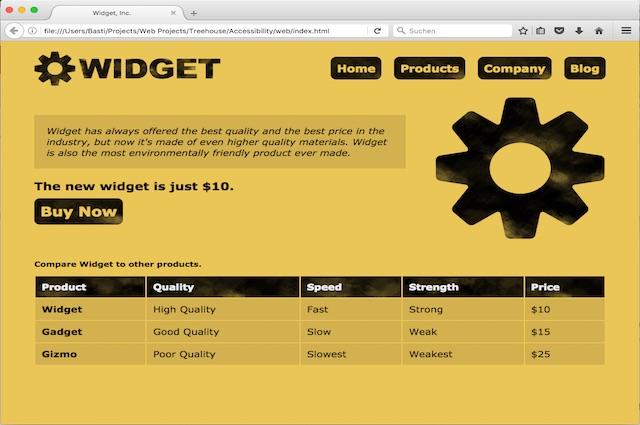 Widget, Inc.
file:///Users/Basti/Projects/Web Projects/Treehouse/Accessibility/web/index.html
Suchen
WIDGET
Home Products Company Blog
Widget has always offered the best quality and the best price in the
industry, but now it's made of even higher quality materials. Widget
is also the most environmentally friendly product ever made.
The new widget is just $10.
Buy Now
Compare Widget to other products.
Product Quality Speed Strength Price
Widget High Quality Fast Strong $10
Gadget Good Quality Slow Weak $15
Gizmo Poor Quality Slowest Weakest $25